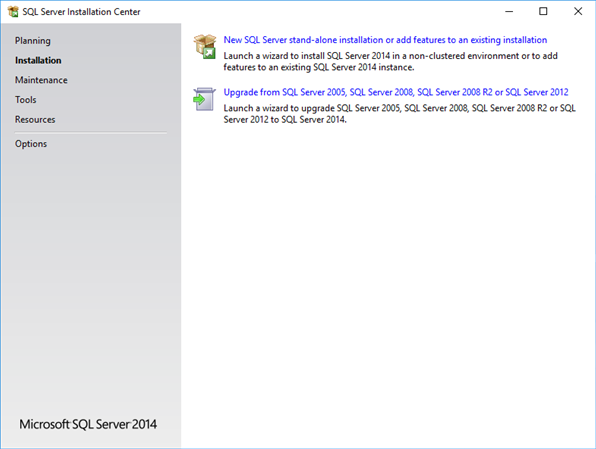 SQL Server Installation Center
Planning
Installation
Maintenance
Tools
Resources
Options
New SQL Server stand-alone installation or add features to an existing installation
Launch a wizard to install SQL Server 2014 in a non-clustered environment or to add
features to an existing SQL Server 2014 instance.
Upgrade from SQL Server 2005, SQL Server 2008, SQL Server 2008 R2 or SQL Server 2012
Launch a wizard to upgrade SQL Server 2005, SQL Server 2008, SQL Server 2008 R2 or SQL
Server 2012 to SQL Server 2014.
Microsoft SQL Server 2014